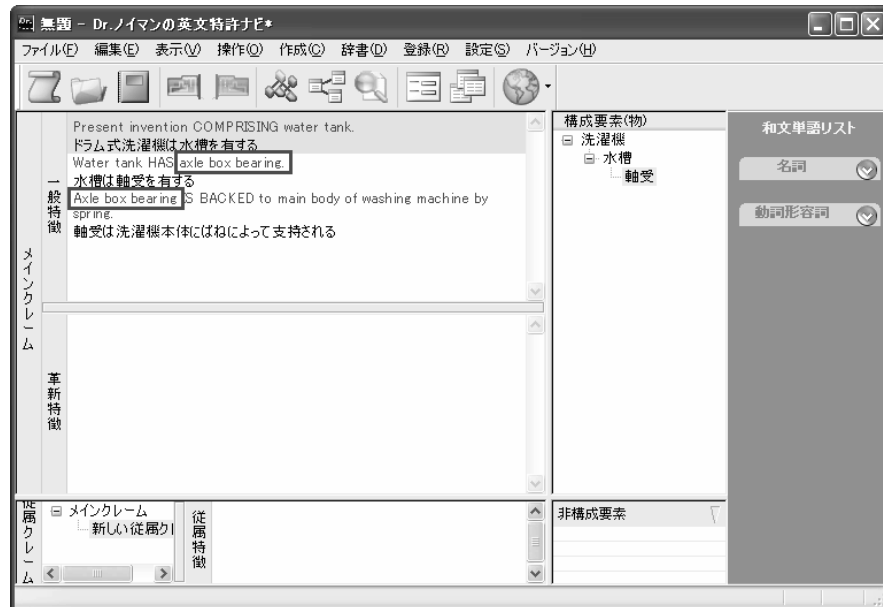 無題 - Dr.ノイマンの英文特許ナビ*
ファイル(F) 編集(E) 表示(V) 操作(O) 作成(C) 辞書(D) 登録(R) 設定(S) バージョン(H)
メインクレーム
一般特徴
Present invention COMPRISING water tank.
ドラム式洗濯機は水槽を有する
Water tank HAS axle box bearing.
水槽は軸受を有する
Axle box bearing IS BACKED to main body of washing machine by
spring.
軸受は洗濯機本体にばねによって支持される
革新特徴
構成要素(物)
洗濯機
水槽
軸受
和文単語リスト
名詞
動詞形容詞
従属クレーム
メインクレーム
新しい従属ク
従属特徴
非構成要素